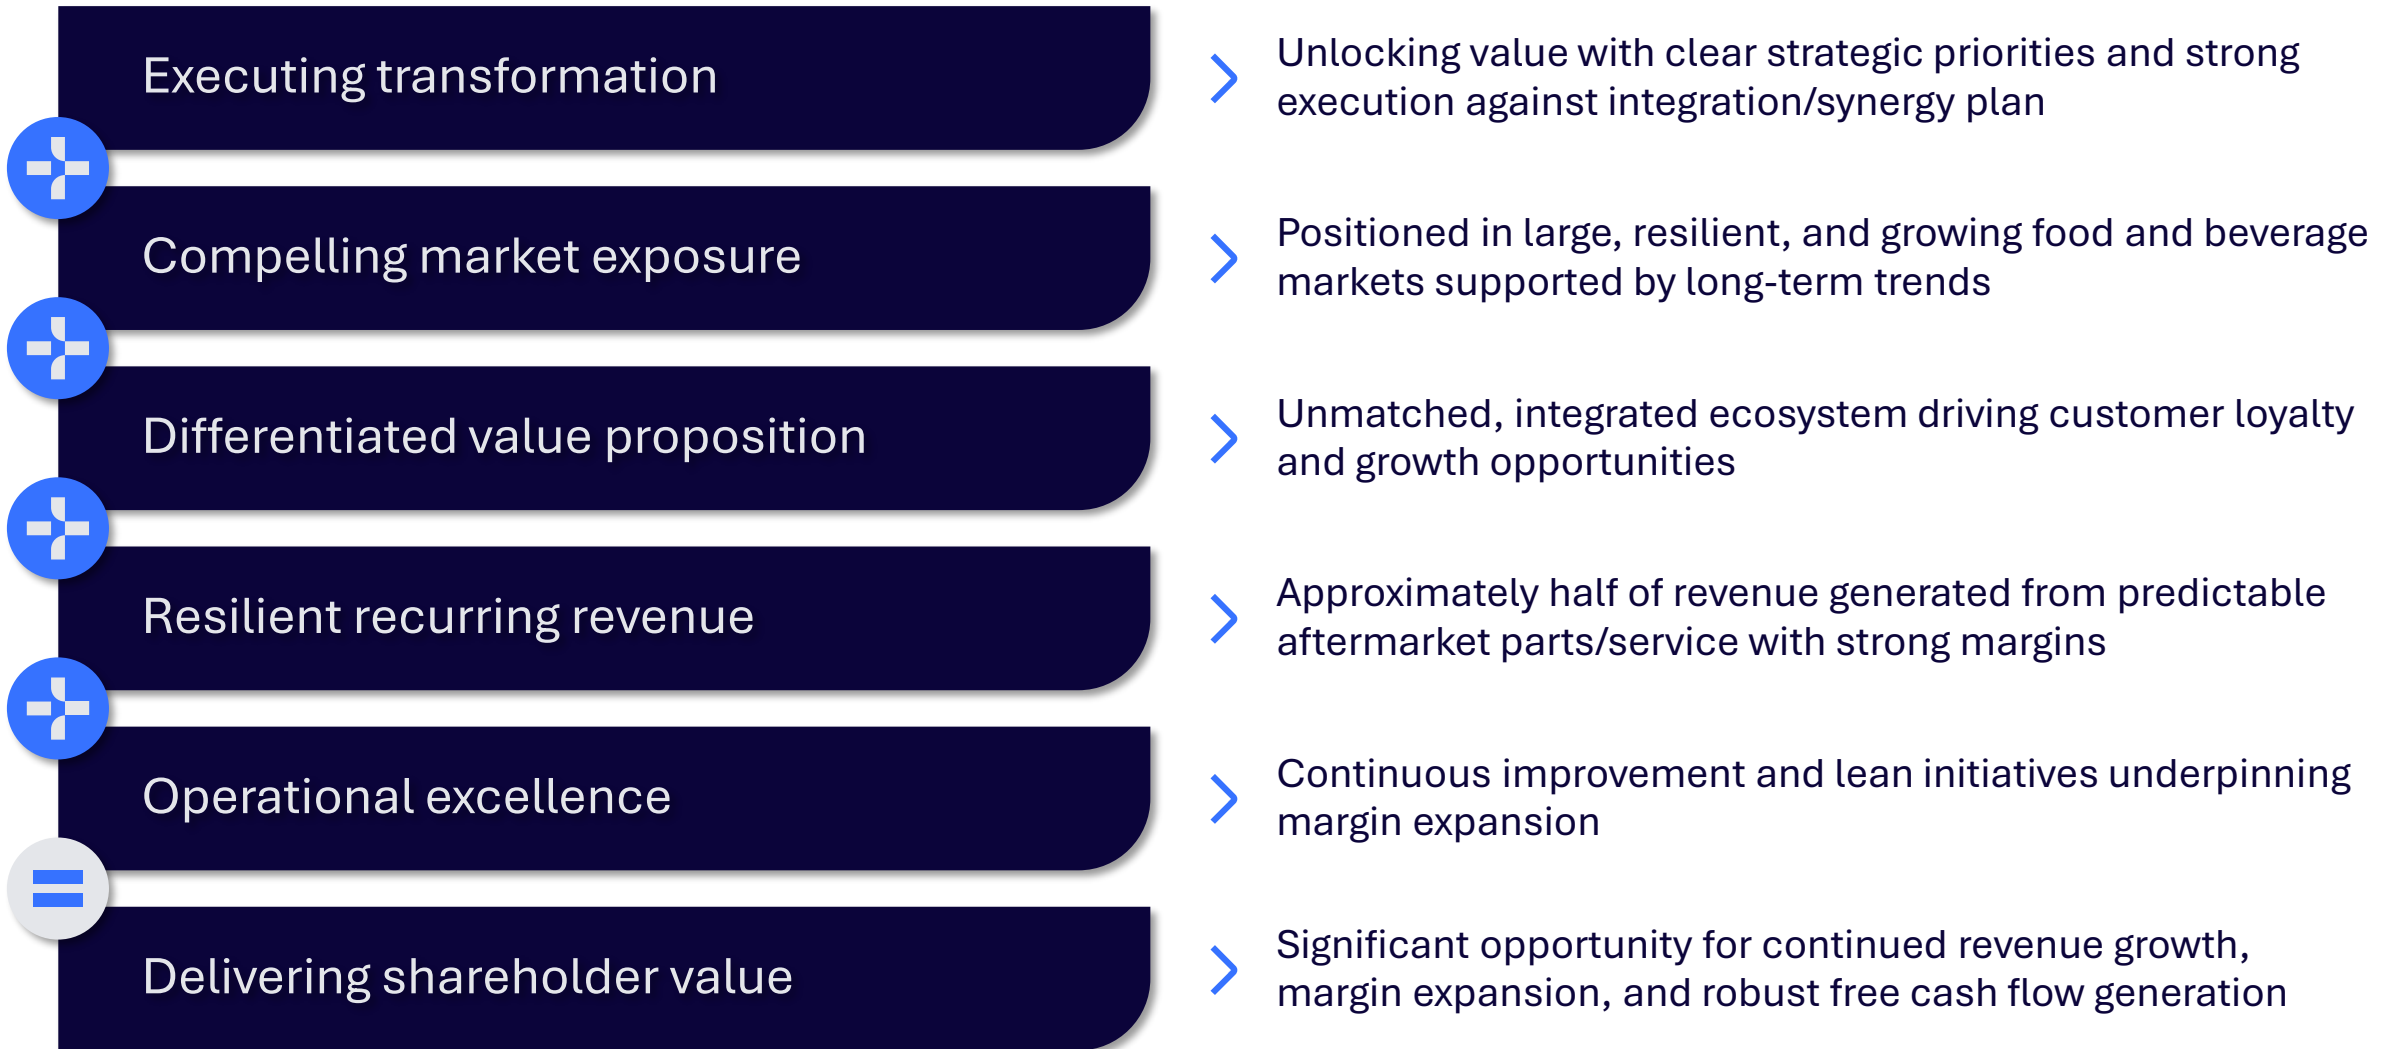 Executing transformation
Unlocking value with clear strategic priorities and strong
execution against integration/synergy plan
Compelling market exposure
Positioned in large, resilient, and growing food and beverage
markets supported by long-term trends
Differentiated value proposition
Unmatched, integrated ecosystem driving customer loyalty
and growth opportunities
Resilient recurring revenue
Approximately half of revenue generated from predictable
aftermarket parts/service with strong margins
Operational excellence
Continuous improvement and lean initiatives underpinning
margin expansion
Delivering shareholder value
Significant opportunity for continued revenue growth,
margin expansion, and robust free cash flow generation